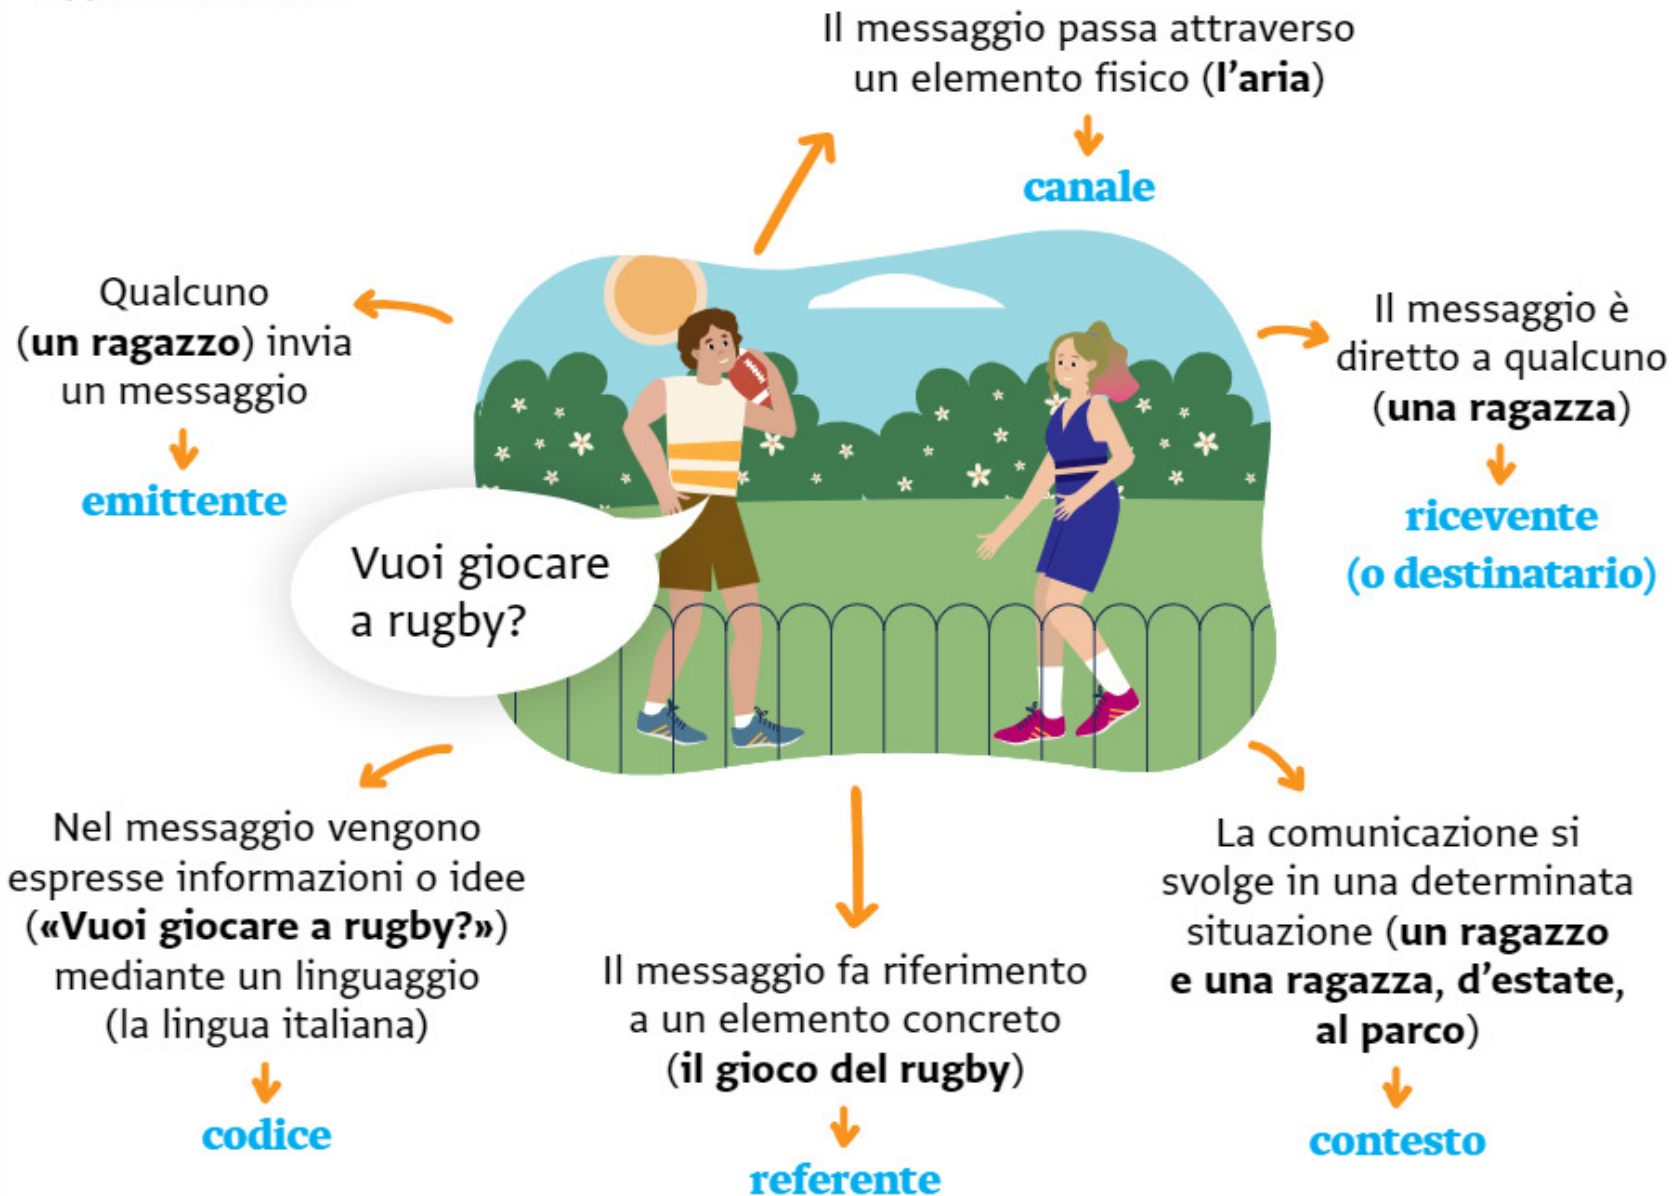 Il messaggio passa attraverso
un elemento fisico (l'aria)
canale
Qualcuno
(un ragazzo) invia
un messaggio
emittente
Il messaggio è
diretto a qualcuno
(una ragazza)
ricevente
(o destinatario)
Vuoi giocare
a rugby?
Nel messaggio vengono
espresse informazioni o idee
(«Vuoi giocare a rugby?»)
mediante un linguaggio
(la lingua italiana)
codice
Il messaggio fa riferimento
a un elemento concreto
(il gioco del rugby)
referente
La comunicazione si
svolge in una determinata
situazione (un ragazzo
e una ragazza, d'estate,
al parco)
contesto